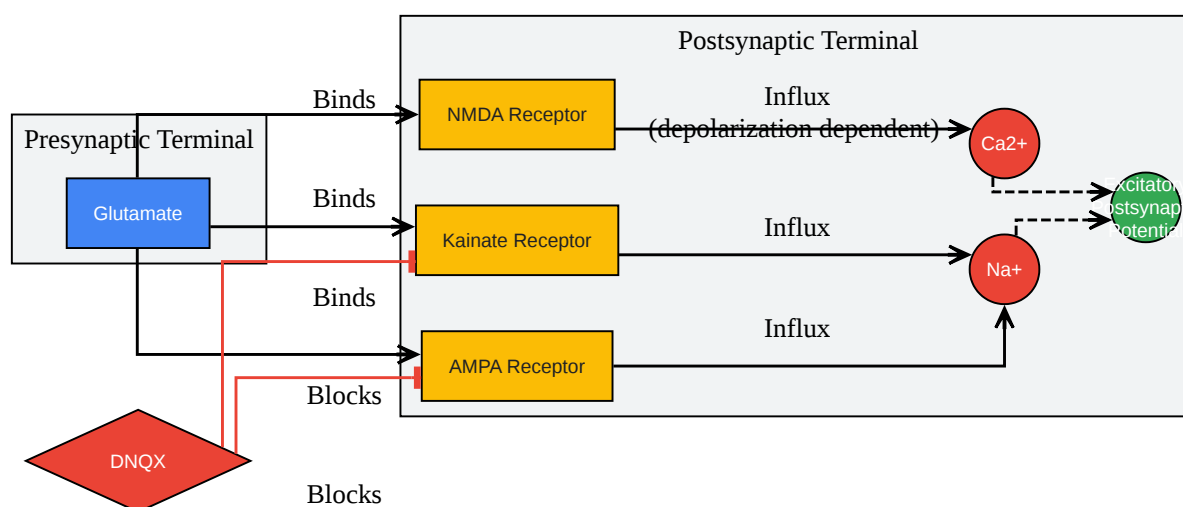 Postsynaptic Terminal
Binds
NMDA Receptor
Influx
(depolarization dependent)
Presynaptic Terminal
Ca2+
Glutamate
Binds
Kainate Receptor
Influx
Na+
Binds
Influx
AMPA Receptor
Blocks
DNQX
Blocks